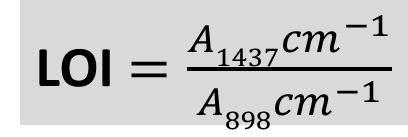 LOI = A₁₄₃₇cm⁻¹ / A₈₉₈cm⁻¹